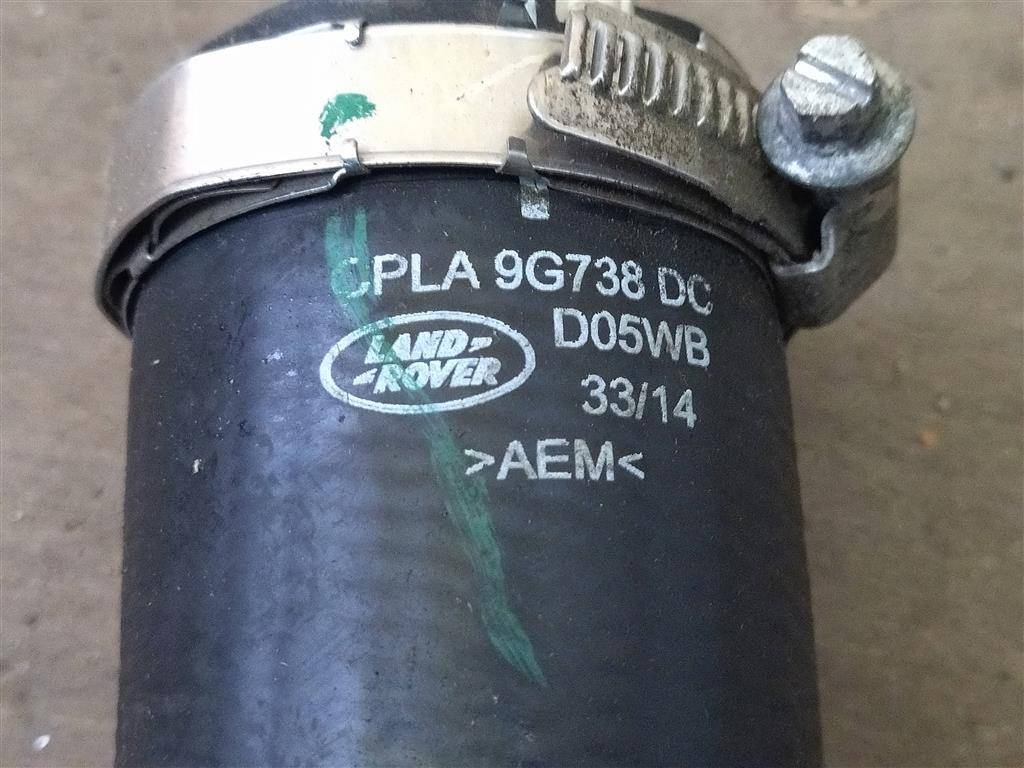 CPLA 9G738 DC
LAND-
-ROVER
D05WB
33/14
>AEM<